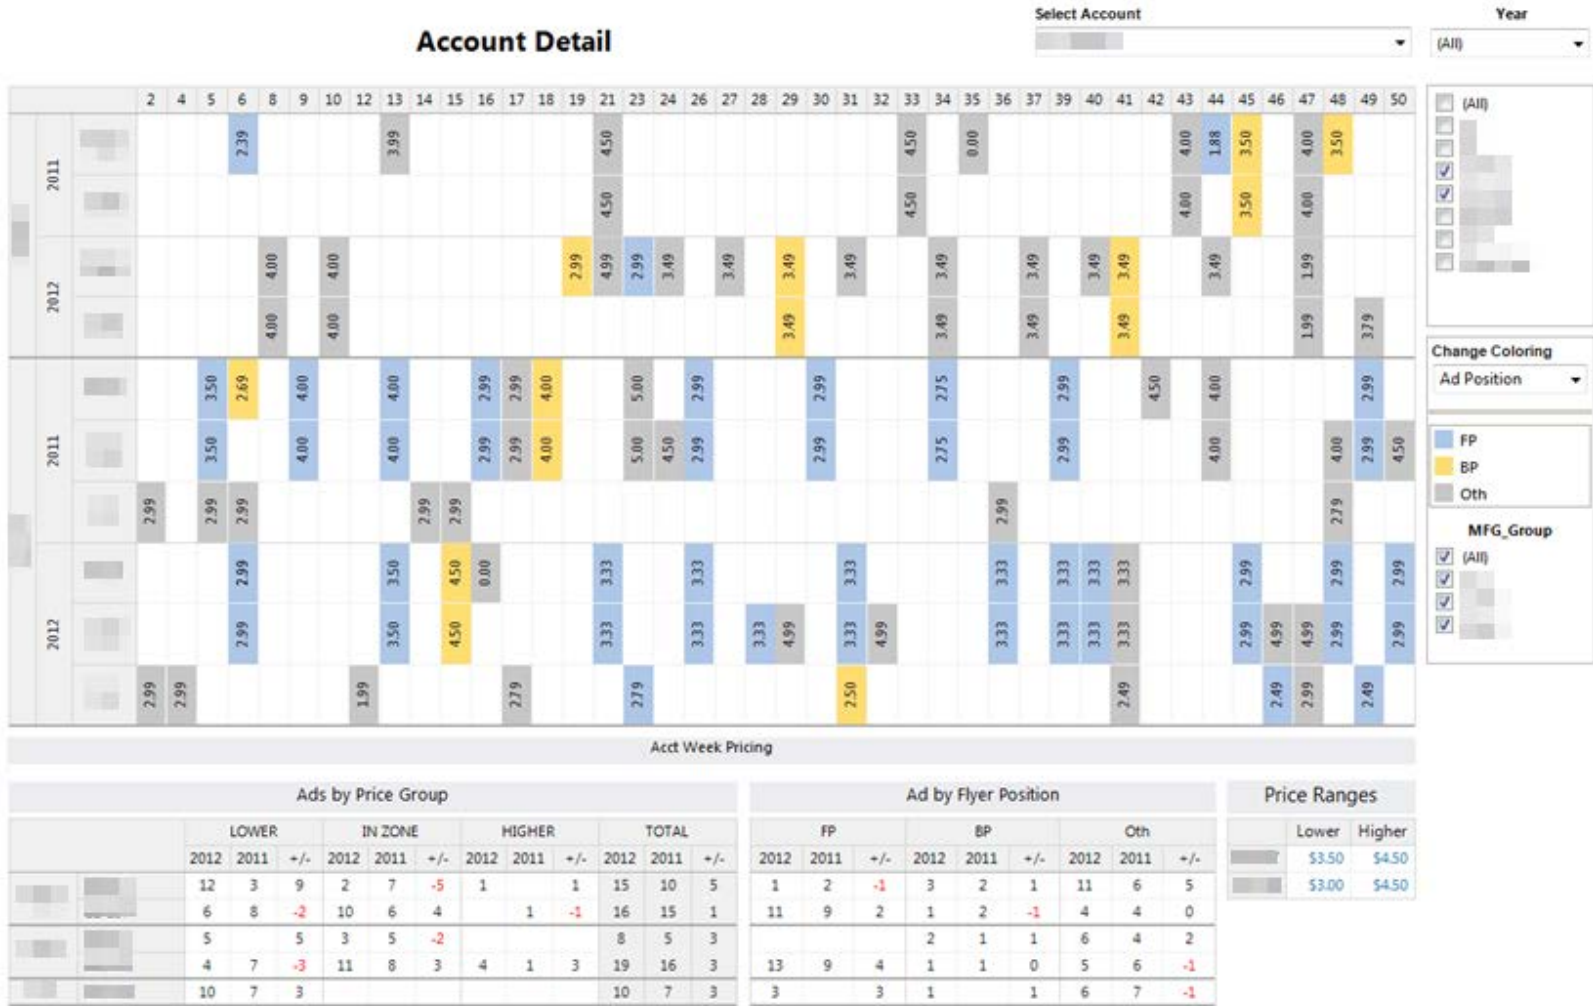 Select Account
Year
Account Detail
(All)
2 4 5 6 8 9 10 12 13 14 15 16 17 18 19 21 23 24 26 27 28 29 30 31 32 33 34 35 36 37 39 40 41 42 43 44 45 46 47 48 49 50
(All)
2011
2.39 3.99 4.50 4.50 0.00 4.00 1.88 3.50 4.00 3.50
4.50 4.50 4.00 3.50 4.00
2012
4.00 4.00 2.99 4.99 2.99 3.49 3.49 3.49 3.49 3.49 3.49 3.49 3.49 3.49 1.99
4.00 4.00 3.49 3.49 3.49 3.49 1.99 3.79
Change Coloring
Ad Position
2011
3.50 2.69 4.00 4.00 2.99 2.99 4.00 5.00 2.99 2.99 2.75 2.99 4.50 4.00 2.99
3.50 4.00 4.00 2.99 2.99 4.00 5.00 4.50 2.99 2.99 2.75 2.99 4.00 4.00 2.99 4.50
2.99 2.99 2.99 2.99 2.99 2.99 2.79
FP
BP
Oth
MFG_Group
(All)
2012
2.99 3.50 4.50 0.00 3.33 3.33 3.33 3.33 3.33 3.33 3.33 2.99 2.99 2.99
2.99 3.50 4.50 3.33 3.33 3.33 4.99 3.33 4.99 3.33 3.33 3.33 3.33 2.99 4.99 4.99 2.99 2.99
2.99 2.99 1.99 2.79 2.79 2.50 2.49 2.49 2.99 2.49
Acct Week Pricing
Ads by Price Group
LOWER IN ZONE HIGHER TOTAL
2012 2011 +/- 2012 2011 +/- 2012 2011 +/- 2012 2011 +/-
12 3 9 2 7 -5 1 1 15 10 5
6 8 -2 10 6 4 1 -1 16 15 1
5 5 3 5 -2 8 5 3
4 7 -3 11 8 3 4 1 3 19 16 3
10 7 3 10 7 3
Ad by Flyer Position
FP BP Oth
2012 2011 +/- 2012 2011 +/- 2012 2011 +/-
1 2 -1 3 2 1 11 6 5
11 9 2 1 2 -1 4 4 0
2 1 1 6 4 2
13 9 4 1 1 0 5 6 -1
3 3 1 1 6 7 -1
Price Ranges
Lower Higher
$3.50 $4.50
$3.00 $4.50